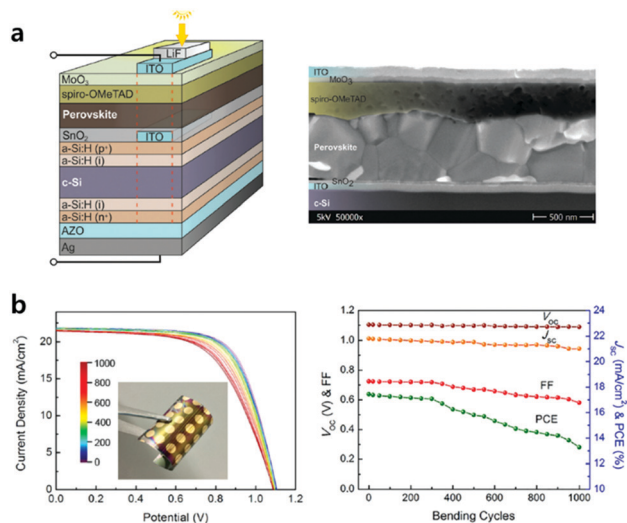 a
LiF
ITO
MoO₃
spiro-OMeTAD
Perovskite
SnO₂
ITO
a-Si:H (p⁺)
a-Si:H (i)
c-Si
a-Si:H (i)
a-Si:H (n⁺)
AZO
Ag
ITO
MoO₃
spiro-OMeTAD
Perovskite
SnO₂
ITO
c-Si
5kV 50000x
500 nm
b
Current Density (mA/cm²)
20
15
10
5
0
1000
800
600
400
200
0
0.0 0.2 0.4 0.6 0.8 1.0 1.2
Potential (V)
V_OC (V) & FF
1.2
1.0
0.8
0.6
0.4
0.2
0.0
V_OC
J_SC
FF
PCE
24
22
20
18
16
14
12
10
J_SC (mA/cm²) & PCE (%)
0 200 400 600 800 1000
Bending Cycles